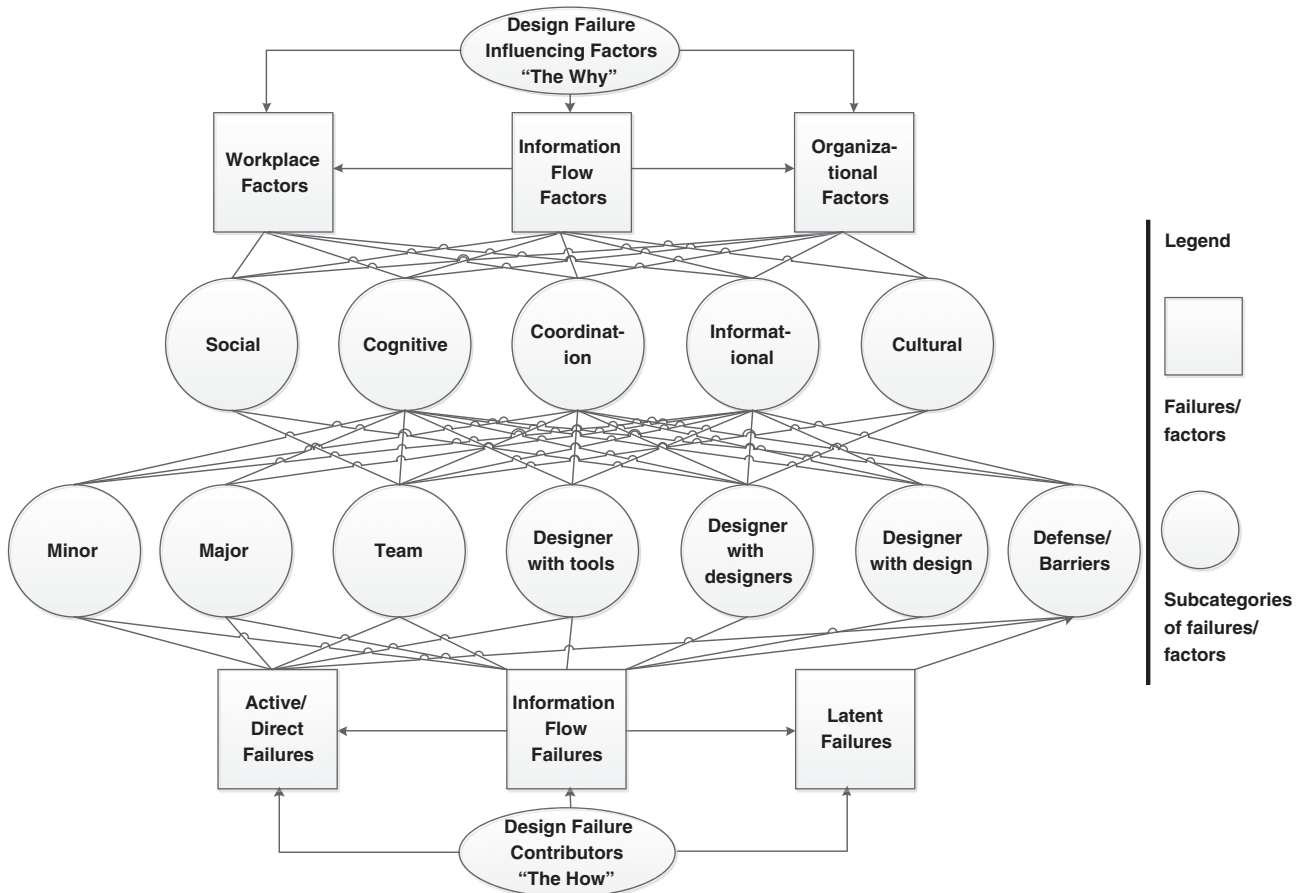 Design Failure
Influencing Factors
“The Why”
Workplace
Factors
Information
Flow
Factors
Organiza-
tional
Factors
Legend
Social
Cognitive
Coordinat-
ion
Informat-
ional
Cultural
Failures/
factors
Minor
Major
Team
Designer
with tools
Designer
with
designers
Designer
with design
Defense/
Barriers
Subcategories
of failures/
factors
Active/
Direct
Failures
Information
Flow
Failures
Latent
Failures
Design Failure
Contributors
“The How”